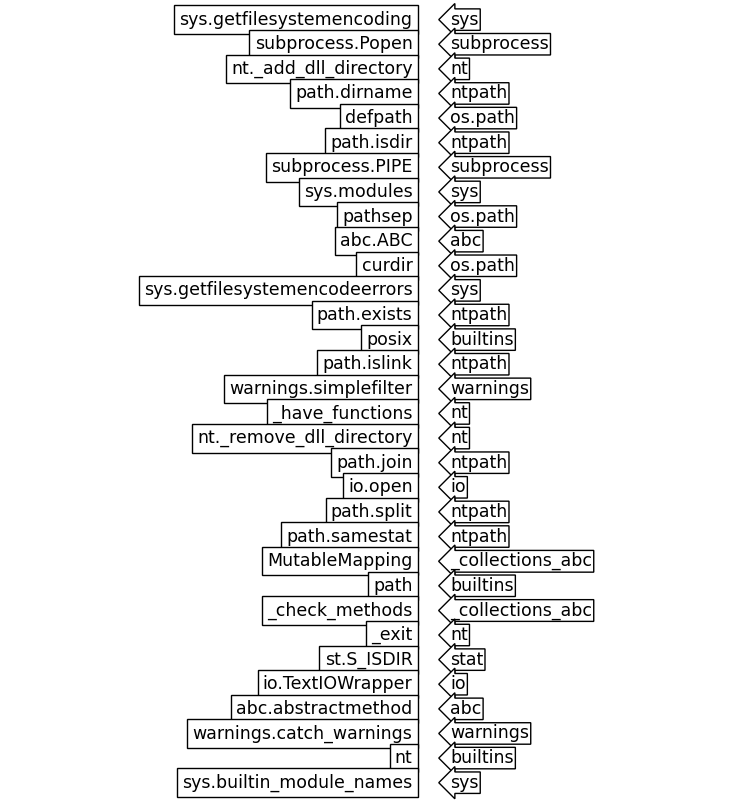 sys.getfilesystemencoding sys
subprocess.Popen subprocess
nt._add_dll_directory nt
path.dirname ntpath
defpath os.path
path.isdir ntpath
subprocess.PIPE subprocess
sys.modules sys
pathsep os.path
abc.ABC abc
curdir os.path
sys.getfilesystemencodeerrors sys
path.exists ntpath
posix builtins
path.islink ntpath
warnings.simplefilter warnings
_have_functions nt
nt._remove_dll_directory nt
path.join ntpath
io.open io
path.split ntpath
path.samestat ntpath
MutableMapping _collections_abc
path builtins
_check_methods _collections_abc
_exit nt
st.S_ISDIR stat
io.TextIOWrapper io
abc.abstractmethod abc
warnings.catch_warnings warnings
nt builtins
sys.builtin_module_names sys